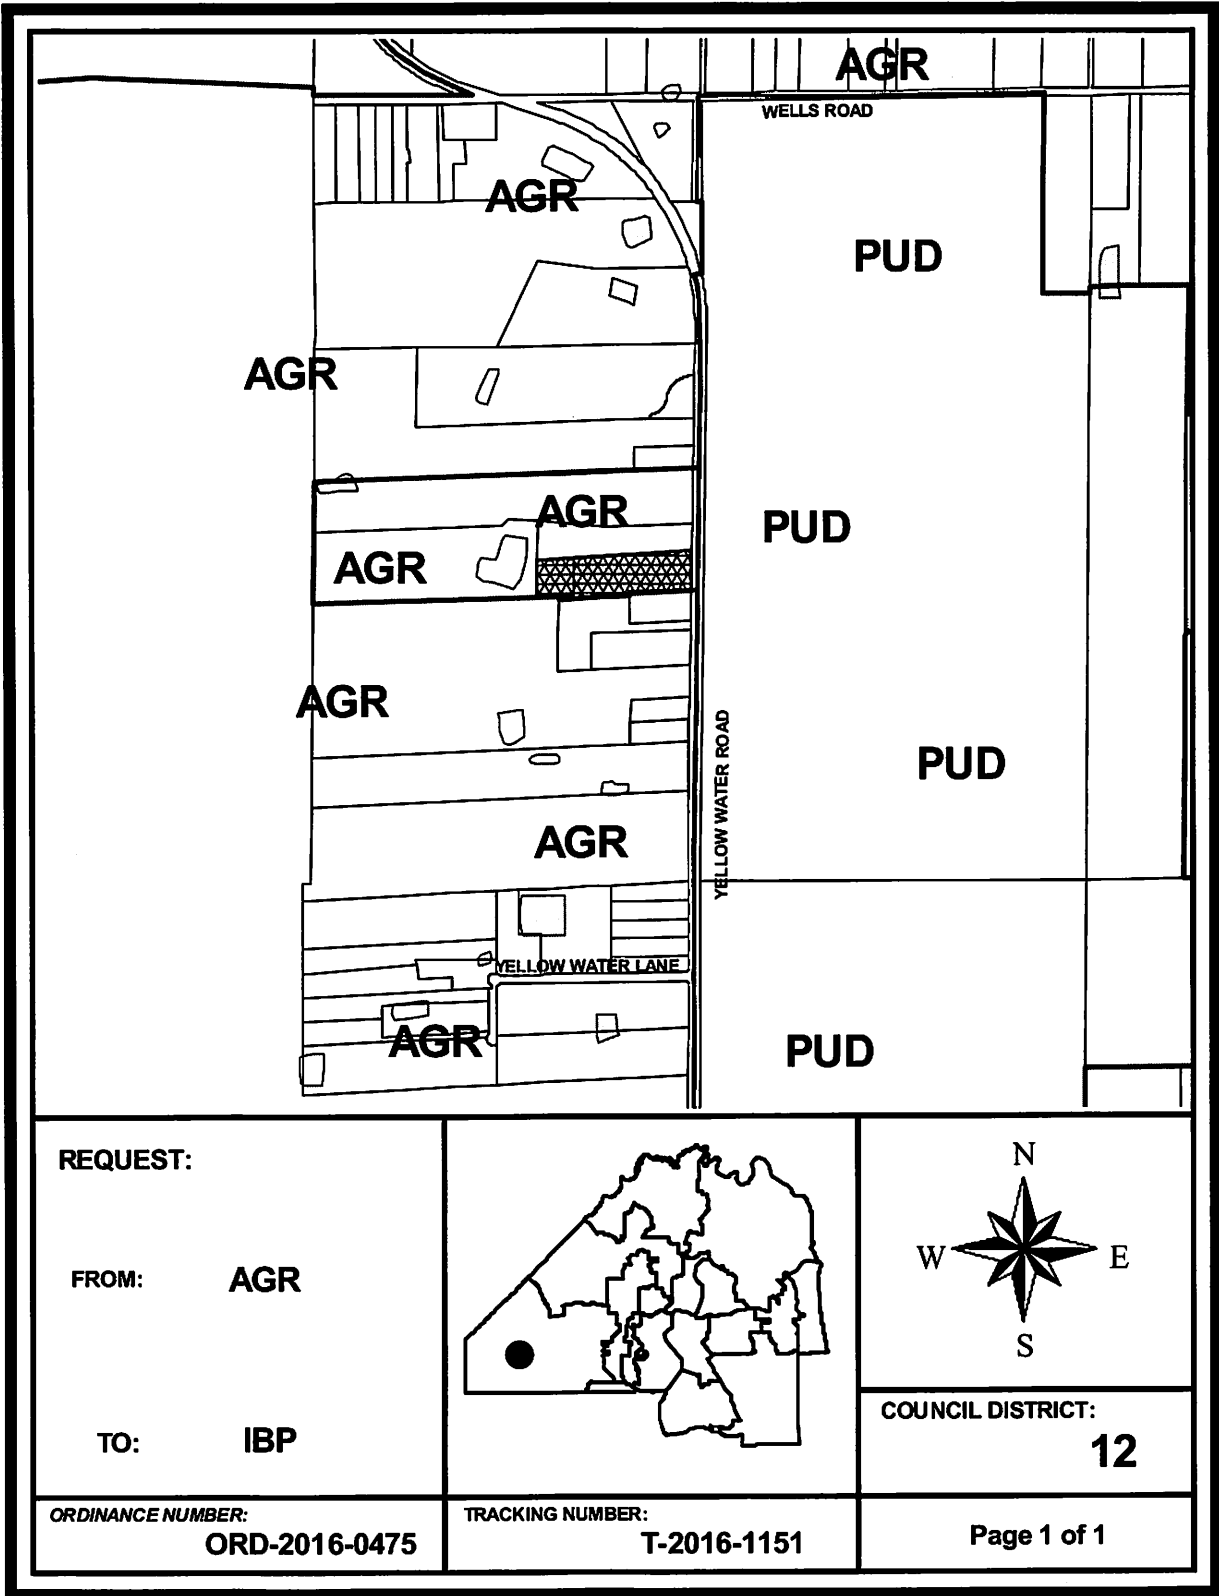 AGR
WELLS ROAD
AGR
PUD
AGR
AGR
PUD
AGR
AGR
YELLOW WATER ROAD
PUD
AGR
YELLOW WATER LANE
AGR
PUD
REQUEST:
FROM: AGR
TO: IBP
N
W E
S
COUNCIL DISTRICT:
12
ORDINANCE NUMBER:
ORD-2016-0475
TRACKING NUMBER:
T-2016-1151
Page 1 of 1